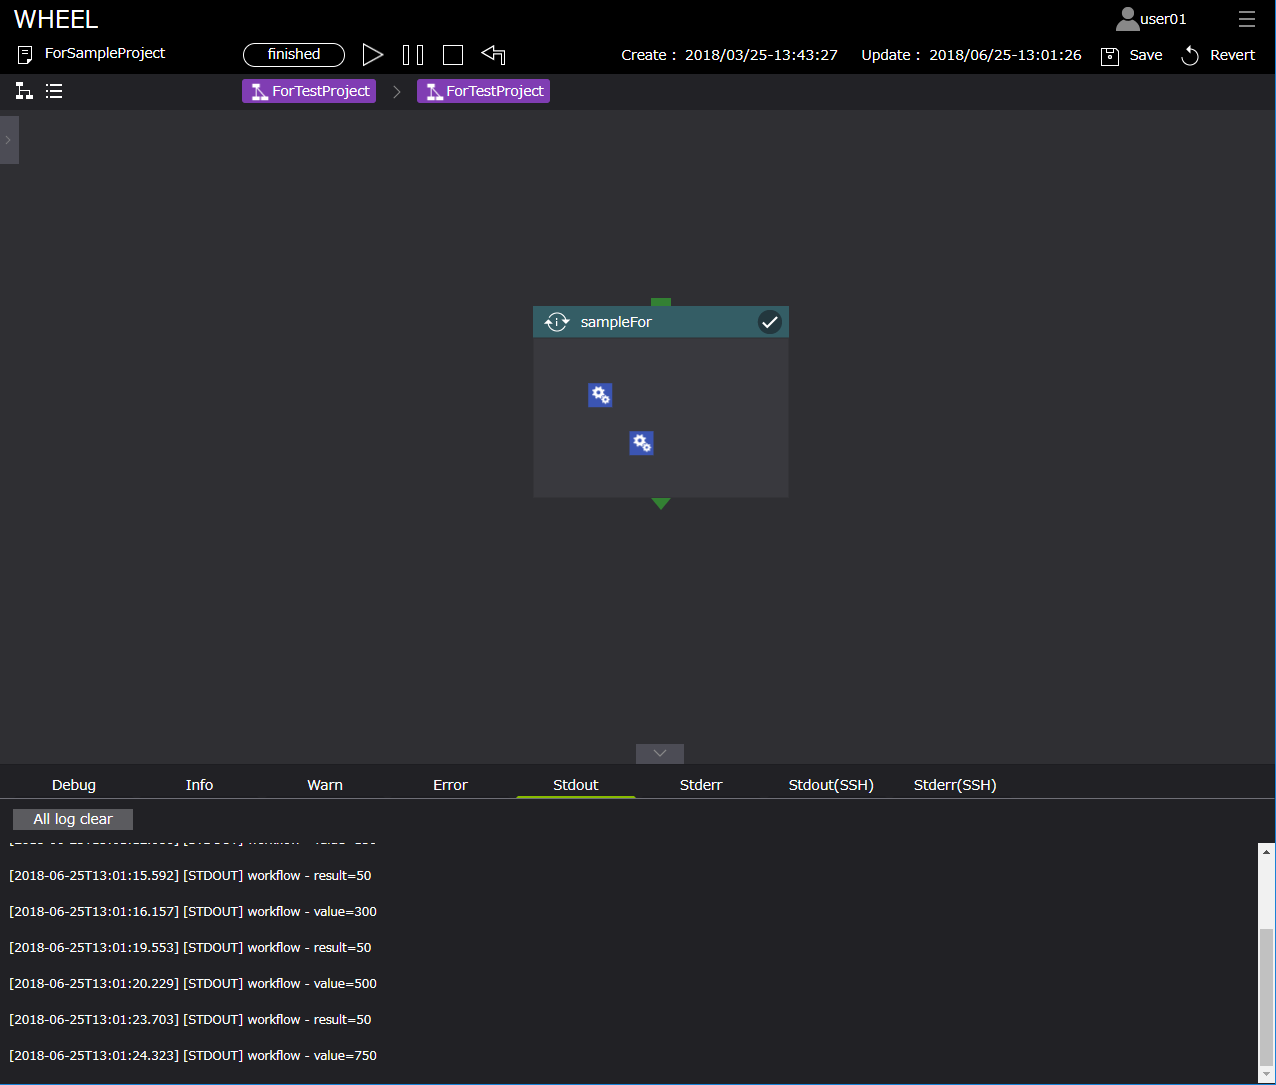 WHEEL
user01
ForSampleProject
finished
Create : 2018/03/25-13:43:27
Update : 2018/06/25-13:01:26
Save
Revert
ForTestProject
ForTestProject
sampleFor
Debug
Info
Warn
Error
Stdout
Stderr
Stdout(SSH)
Stderr(SSH)
All log clear
[2018-06-25T13:01:15.592] [STDOUT] workflow - result=50
[2018-06-25T13:01:16.157] [STDOUT] workflow - value=300
[2018-06-25T13:01:19.553] [STDOUT] workflow - result=50
[2018-06-25T13:01:20.229] [STDOUT] workflow - value=500
[2018-06-25T13:01:23.703] [STDOUT] workflow - result=50
[2018-06-25T13:01:24.323] [STDOUT] workflow - value=750